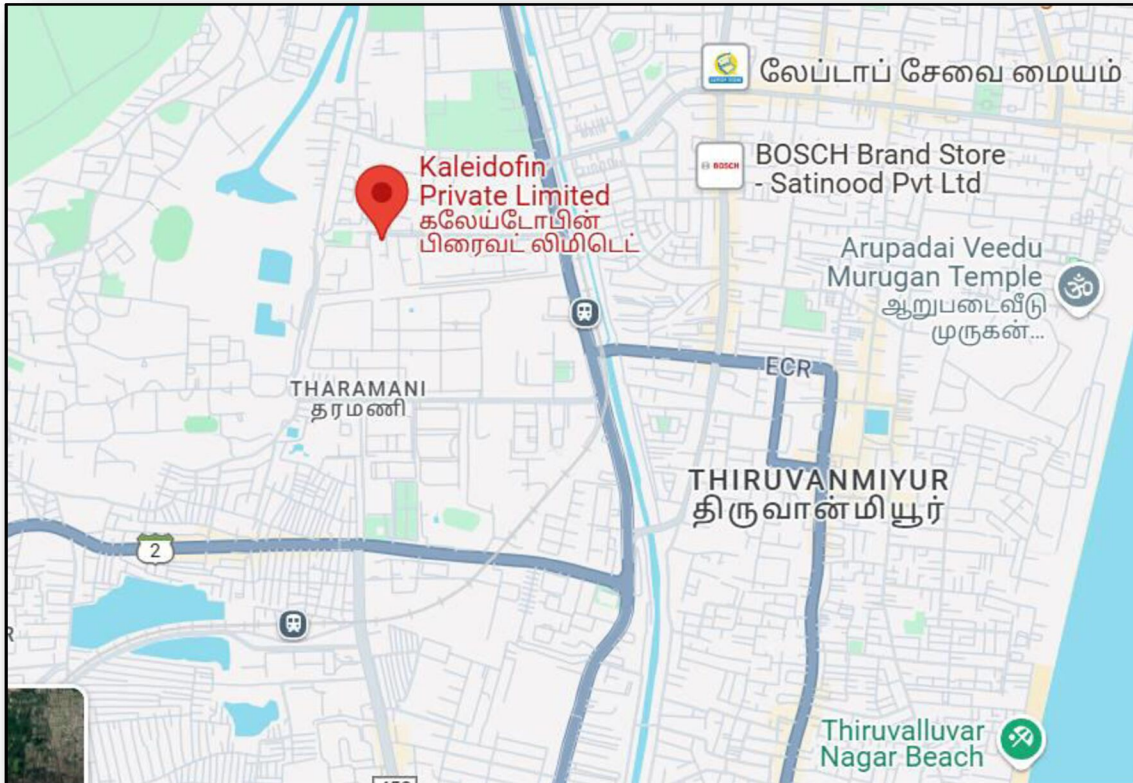 லேப்டாப் சேவை மையம்
BOSCH
BOSCH Brand Store
- Satinood Pvt Ltd
Kaleidofin
Private Limited
கலேய்டோபின்
பிரைவட் லிமிடெட்
Arupadai Veedu
Murugan Temple
ஆறுபடைவீடு
முருகன்...
ECR
THARAMANI
தரமணி
THIRUVANMIYUR
திருவான்மியூர்
2
R
Thiruvalluvar
Nagar Beach